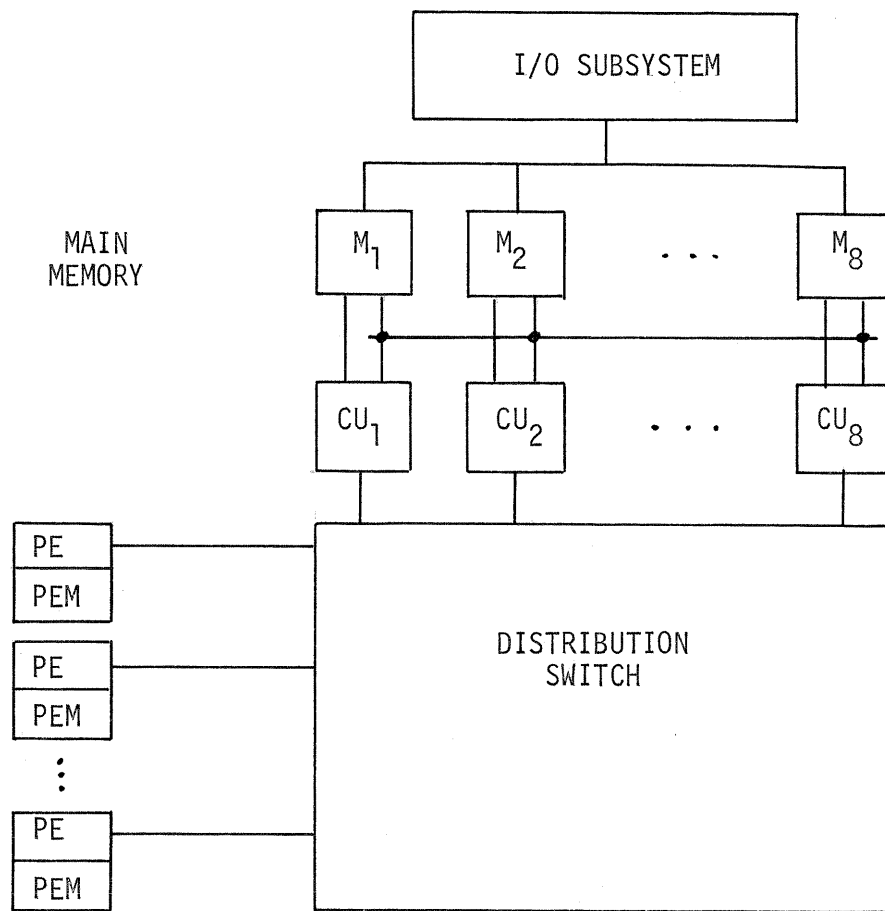 I/O SUBSYSTEM
MAIN
MEMORY
M1 M2 ... M8
CU1 CU2 ... CU8
PE
PEM
DISTRIBUTION
SWITCH
PE
PEM
PE
PEM